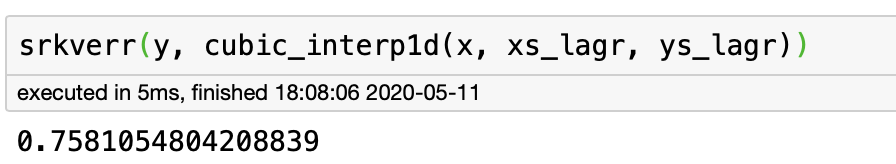 srkverr(y, cubic_interp1d(x, xs_lagr, ys_lagr))
executed in 5ms, finished 18:08:06 2020-05-11
0.7581054804208839